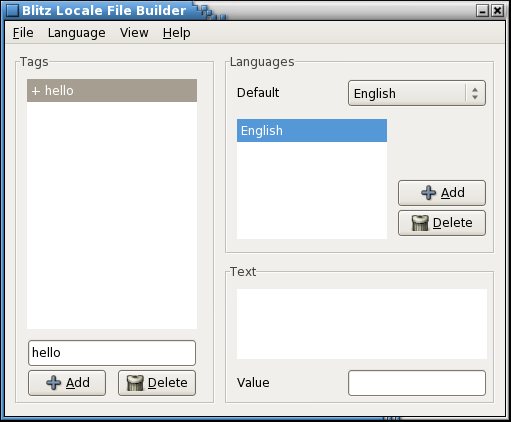 Blitz Locale File Builder
File Language View Help
Tags
+ hello
hello
Add Delete
Languages
Default English
English
Add
Delete
Text
Value